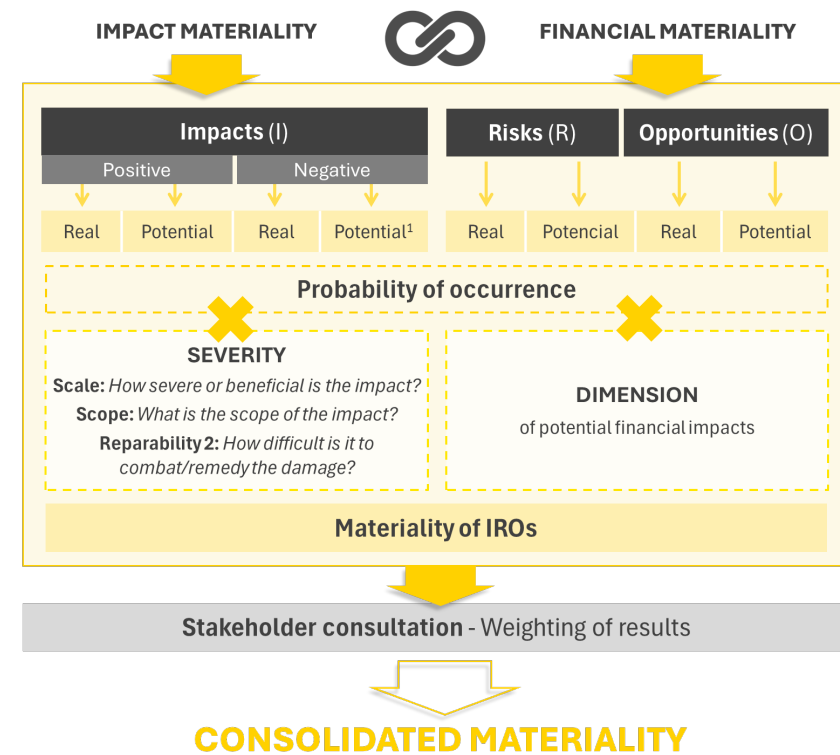 IMPACT MATERIALITY
FINANCIAL MATERIALITY
Impacts (I)
Risks (R)
Opportunities (O)
Positive
Negative
Real
Potential
Real
Potential¹
Real
Potencial
Real
Potential
Probability of occurrence
SEVERITY
Scale: How severe or beneficial is the impact?
Scope: What is the scope of the impact?
Reparability 2: How difficult is it to
combat/remedy the damage?
DIMENSION
of potential financial impacts
Materiality of IROs
Stakeholder consultation - Weighting of results
CONSOLIDATED MATERIALITY